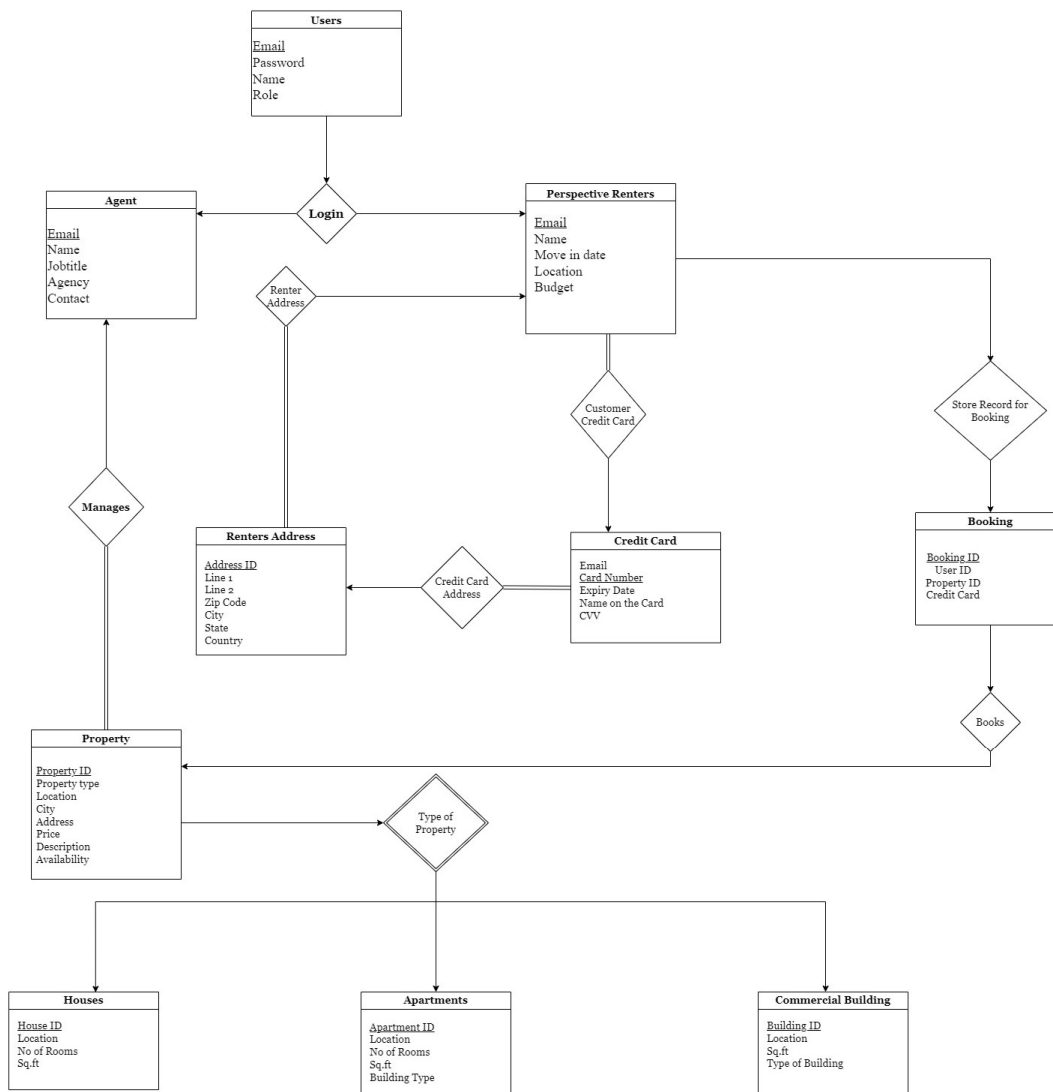 Users
Email
Password
Name
Role
Agent
Email
Name
Jobtitle
Agency
Contact
Login
Perspective Renters
Email
Name
Move in date
Location
Budget
Renter
Address
Customer
Credit Card
Store Record for
Booking
Manages
Renters Address
Address ID
Line 1
Line 2
Zip Code
City
State
Country
Credit Card
Address
Credit Card
Email
Card Number
Expiry Date
Name on the Card
CVV
Booking
Booking ID
User ID
Property ID
Credit Card
Books
Property
Property ID
Property type
Location
City
Address
Price
Description
Availability
Type of
Property
Houses
House ID
Location
No of Rooms
Sq.ft
Apartments
Apartment ID
Location
No of Rooms
Sq.ft
Building Type
Commercial Building
Building ID
Location
Sq.ft
Type of Building